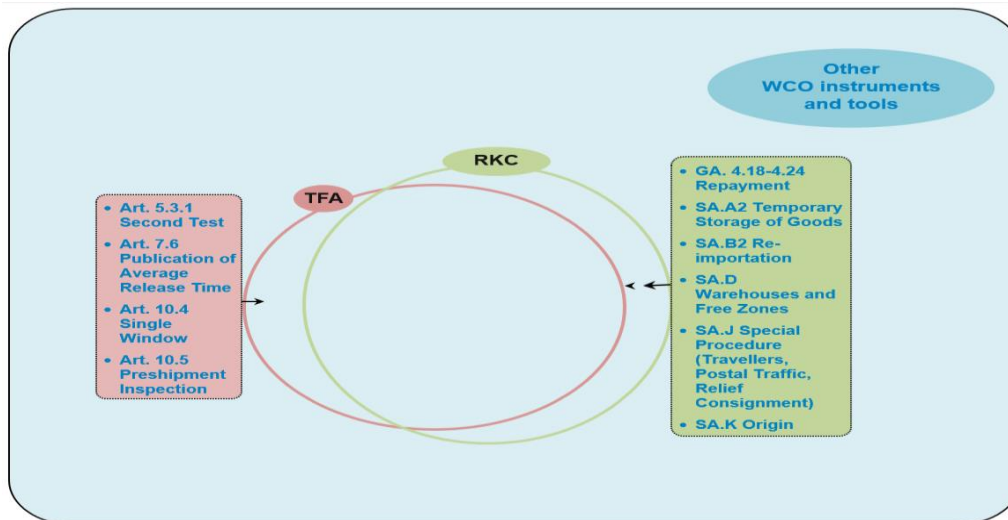 Other
WCO instruments
and tools
RKC
TFA
• Art. 5.3.1
Second Test
• Art. 7.6
Publication of
Average
Release Time
• Art. 10.4
Single
Window
• Art. 10.5
Preshipment
Inspection
• GA. 4.18-4.24
Repayment
• SA.A2 Temporary
Storage of Goods
• SA.B2 Re-
importation
• SA.D
Warehouses and
Free Zones
• SA.J Special
Procedure
(Travellers,
Postal Traffic,
Relief
Consignment)
• SA.K Origin